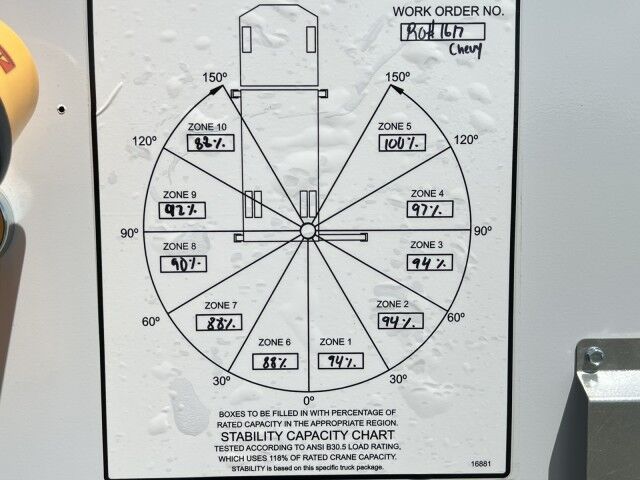 WORK ORDER NO.
RO# 1617
Chevy
150º
150º
ZONE 10
82%
ZONE 5
100%
120º
120º
ZONE 9
92%
ZONE 4
97%
90º
90º
ZONE 8
90%
ZONE 3
94%
60º
60º
ZONE 7
88%
ZONE 2
94%
ZONE 6
88%
ZONE 1
94%
30º
30º
0º
BOXES TO BE FILLED IN WITH PERCENTAGE OF
RATED CAPACITY IN THE APPROPRIATE REGION.
STABILITY CAPACITY CHART
TESTED ACCORDING TO ANSI B30.5 LOAD RATING,
WHICH USES 118% OF RATED CRANE CAPACITY.
STABILITY is based on this specific truck package.
16881